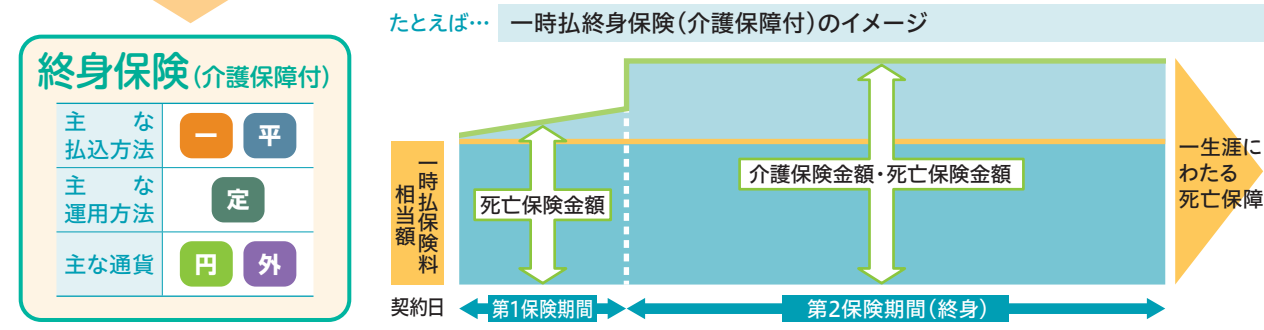 終身保険(介護保障付)
主な
払込方法
一 平
主な
運用方法
定
主な通貨
円 外
たとえば… 一時払終身保険(介護保障付)のイメージ
一時払保険料
相当額
死亡保険金額
介護保険金額・死亡保険金額
一生涯に
わたる
死亡保障
契約日
第1保険期間
第2保険期間(終身)